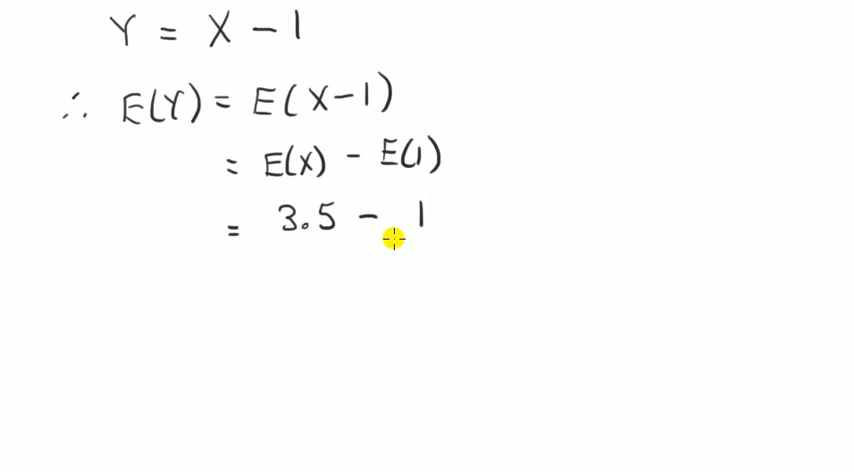 Y = X - 1
∴ E(Y) = E(X-1)
= E(X) - E(1)
= 3.5 - 1